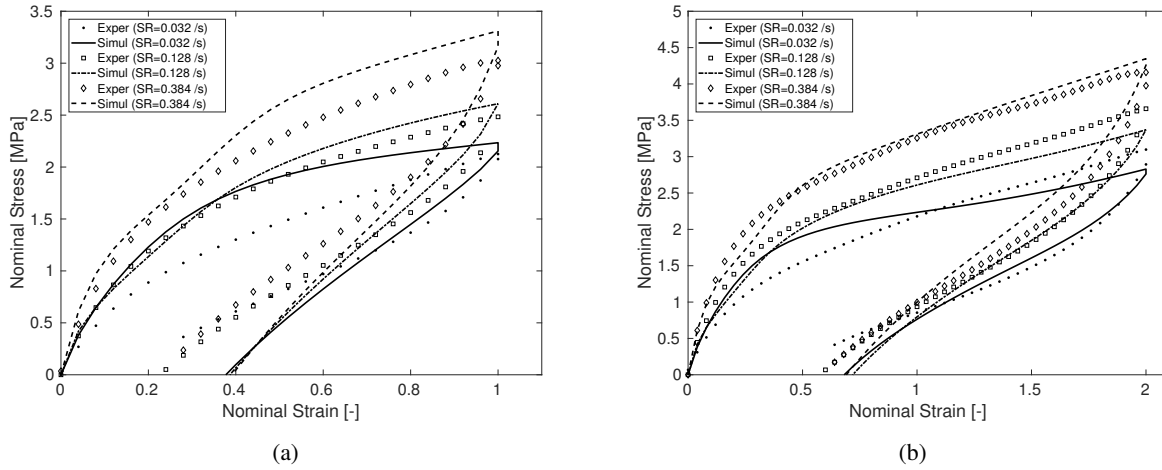 3.5
3
2.5
2
1.5
1
0.5
0
Nominal Stress [MPa]
Exper (SR=0.032 /s)
Simul (SR=0.032 /s)
Exper (SR=0.128 /s)
Simul (SR=0.128 /s)
Exper (SR=0.384 /s)
Simul (SR=0.384 /s)
0 0.2 0.4 0.6 0.8 1
Nominal Strain [-]
(a)
5
4.5
4
3.5
3
2.5
2
1.5
1
0.5
0
Nominal Stress [MPa]
Exper (SR=0.032 /s)
Simul (SR=0.032 /s)
Exper (SR=0.128 /s)
Simul (SR=0.128 /s)
Exper (SR=0.384 /s)
Simul (SR=0.384 /s)
0 0.5 1 1.5 2
Nominal Strain [-]
(b)